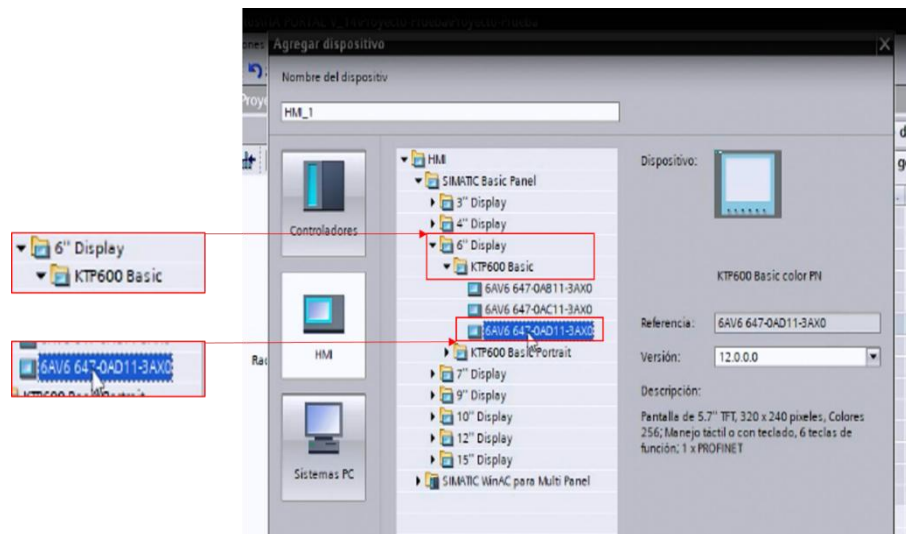 Agregar dispositivo
X
Nombre del dispositiv
HMI_1
Controladores
HMI
Sistemas PC
HMI
SIMATIC Basic Panel
3" Display
4" Display
6" Display
KTP600 Basic
6AV6 647-0AB11-3AX0
6AV6 647-0AC11-3AX0
6AV6 647-0AD11-3AX0
KTP600 Basic Portrait
7" Display
9" Display
10" Display
12" Display
15" Display
SIMATIC WinAC para Multi Panel
Dispositivo:
KTP600 Basic color PN
Referencia:
6AV6 647-0AD11-3AX0
Versión:
12.0.0.0
Descripción:
Pantalla de 5.7'' TFT, 320 x 240 pixeles, Colores
256; Manejo táctil o con teclado, 6 teclas de
función; 1 x PROFINET
6'' Display
KTP600 Basic
6AV6 647-0AD11-3AX0